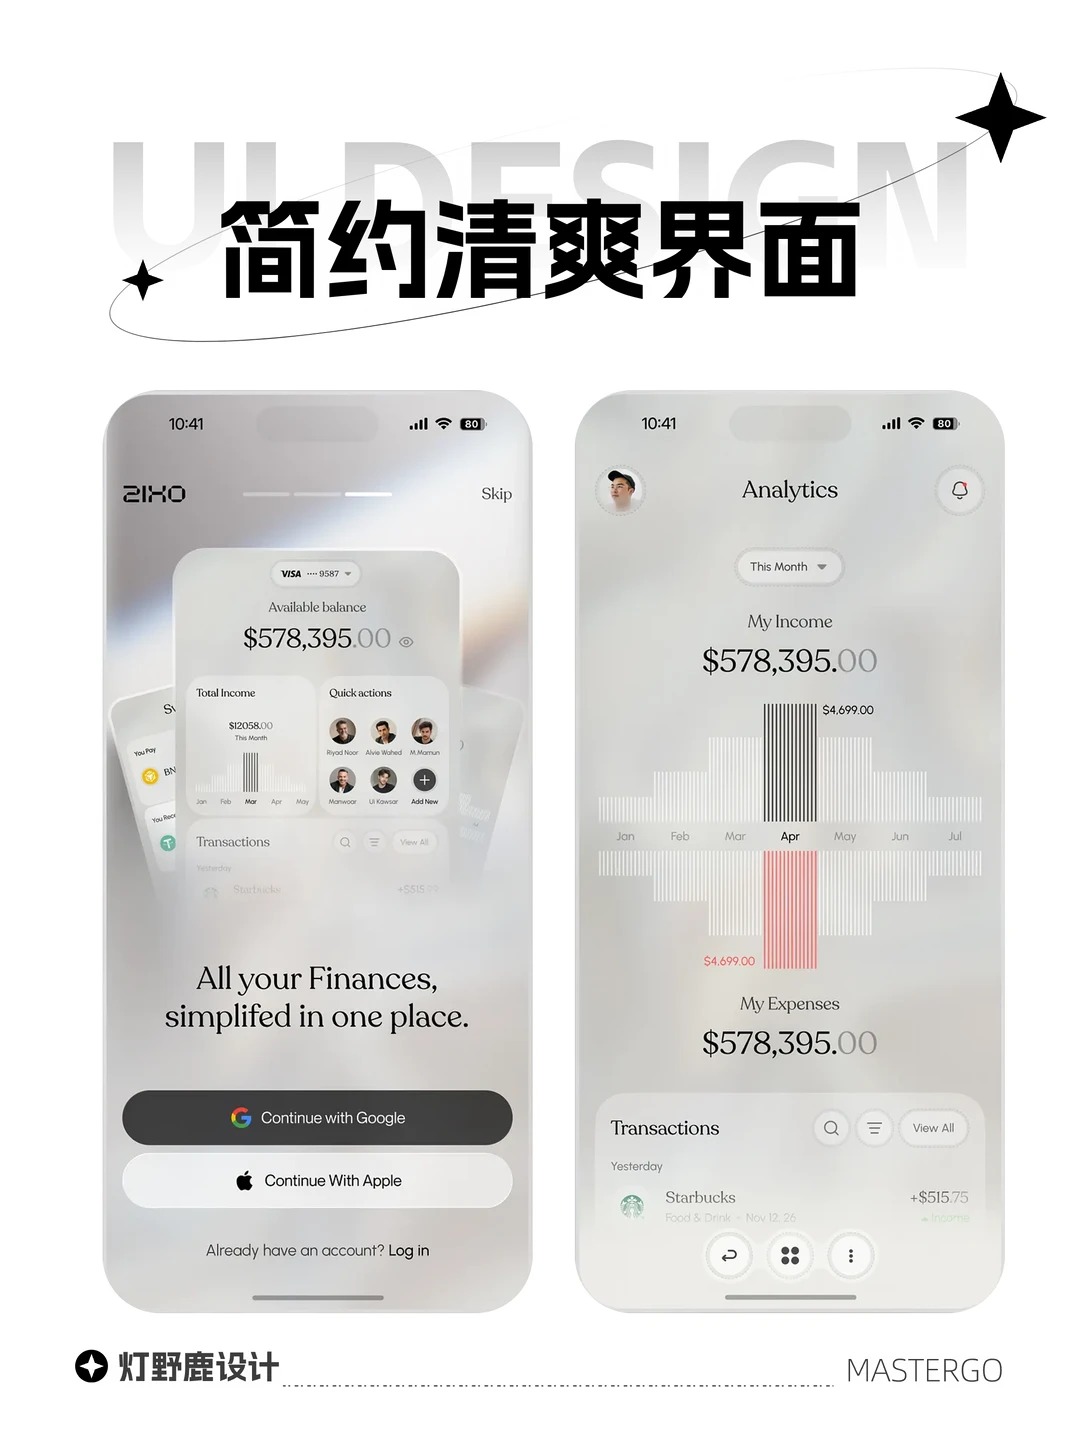 UI DESIGN
简约清爽界面
10:41
80
ZIXO
Skip
VISA ···· 9587
Available balance
$578,395.00
Total Income
$12058.00
This Month
Jan Feb Mar Apr May
Quick actions
Riyad Noor Alvie Wahed M.Mamun
Manwoar Ui Kawsar Add New
You Pay
BN
Transactions
View All
Yesterday
Starbucks
All your Finances,
simplifed in one place.
Continue with Google
Continue With Apple
Already have an account? Log in
10:41
80
Analytics
This Month
My Income
$578,395.00
$4,699.00
Jan Feb Mar Apr May Jun Jul
$4,699.00
My Expenses
$578,395.00
Transactions
View All
Yesterday
Starbucks +$515.75
Food & Drink - Nov 12, 26 Income
灯野鹿设计
MASTERGO